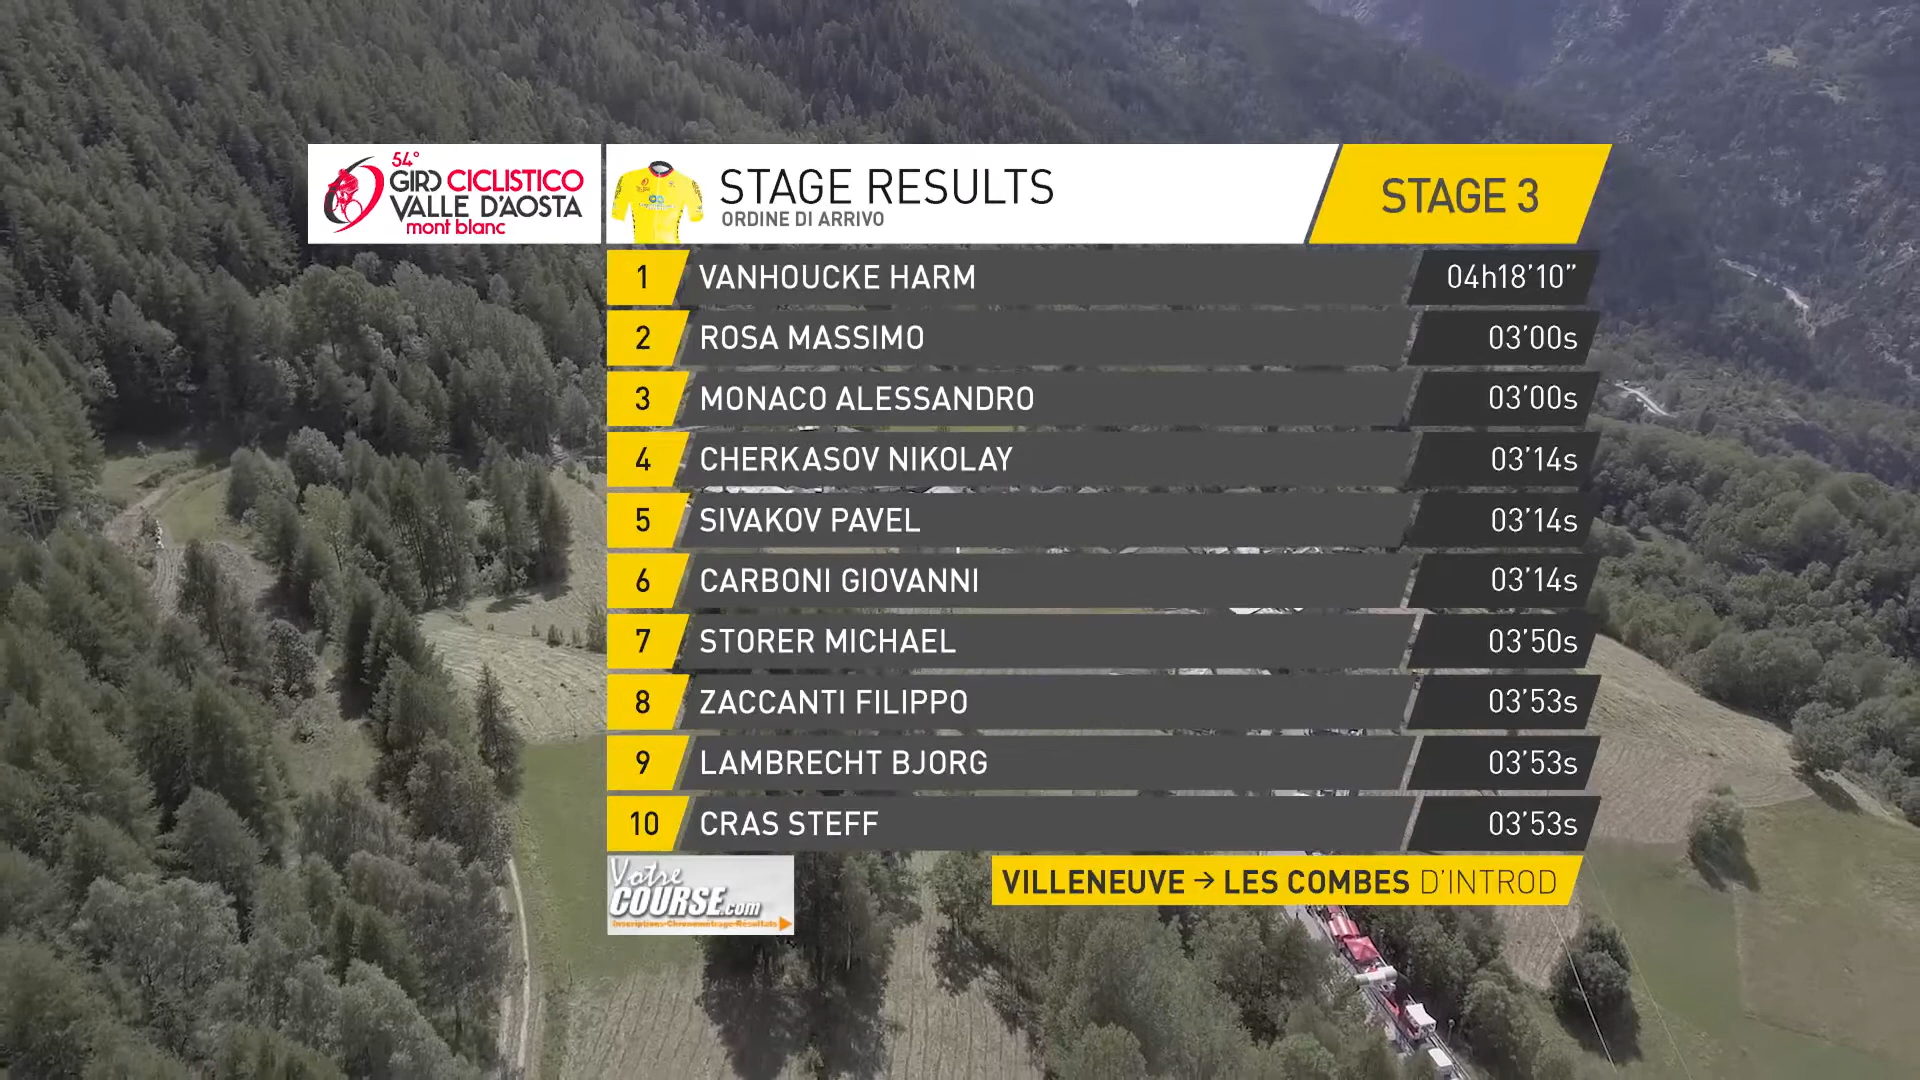 54°
GIRO CICLISTICO
VALLE D'AOSTA
mont blanc
STAGE RESULTS
ORDINE DI ARRIVO
STAGE 3
1 VANHOUCKE HARM 04h18’10”
2 ROSA MASSIMO 03’00s
3 MONACO ALESSANDRO 03’00s
4 CHERKASOV NIKOLAY 03’14s
5 SIVAKOV PAVEL 03’14s
6 CARBONI GIOVANNI 03’14s
7 STORER MICHAEL 03’50s
8 ZACCANTI FILIPPO 03’53s
9 LAMBRECHT BJORG 03’53s
10 CRAS STEFF 03’53s
Votre
COURSE.com
Inscriptions-Chronométrage-Résultats
VILLENEUVE → LES COMBES D’INTROD